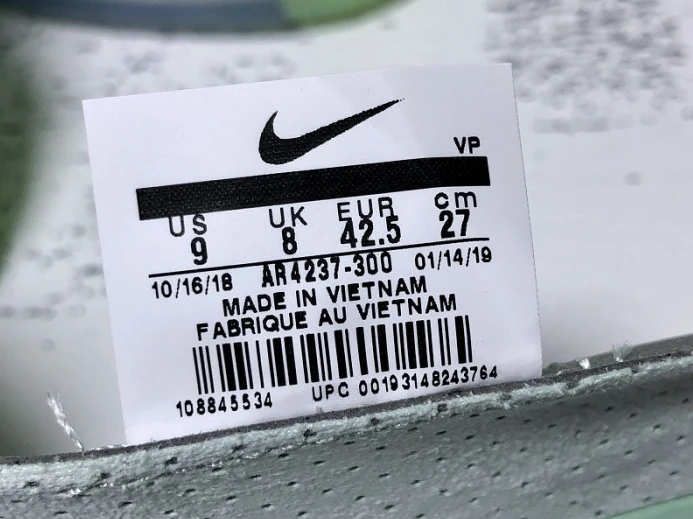 VP
US UK EUR cm
9 8 42.5 27
10/16/18 AR4237-300 01/14/19
MADE IN VIETNAM
FABRIQUE AU VIETNAM
108845534 UPC 00193148243764